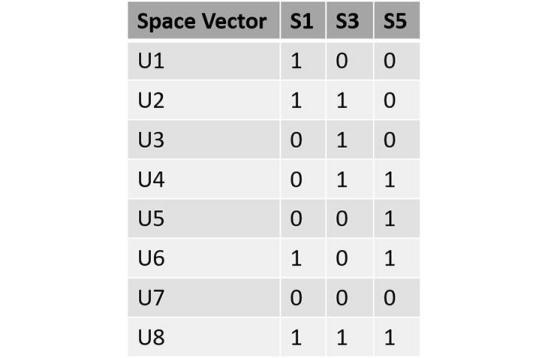 Space Vector S1 S3 S5
U1 1 0 0
U2 1 1 0
U3 0 1 0
U4 0 1 1
U5 0 0 1
U6 1 0 1
U7 0 0 0
U8 1 1 1